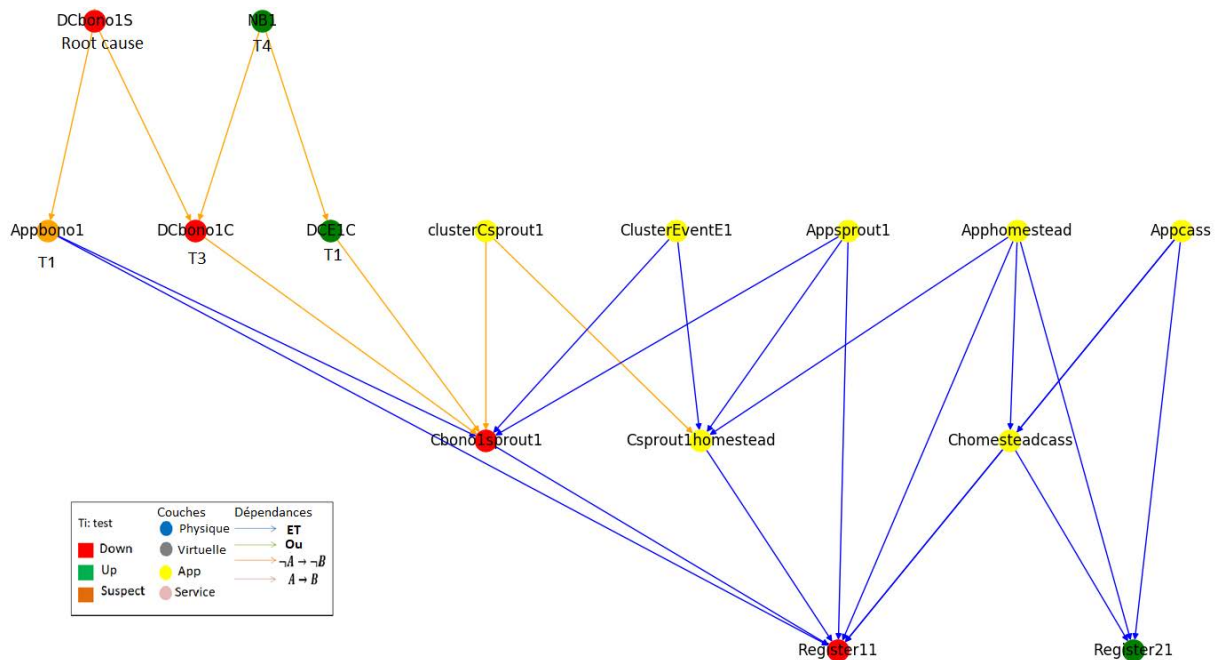 DCbono1S
NB1
Root cause
T4
Appbono1
DCbono1C
DCE1C
clusterCsprout1
ClusterEventE1
Appsprout1
Apphomestead
Appcass
T1
T3
T1
Cbono1sprout1
Csprout1homestead
Chomesteadcass
Ti: test
Couches
Dépendances
Physique
ET
Down
Virtuelle
Ou
¬A → ¬B
Up
App
A → B
Suspect
Service
Register11
Register21